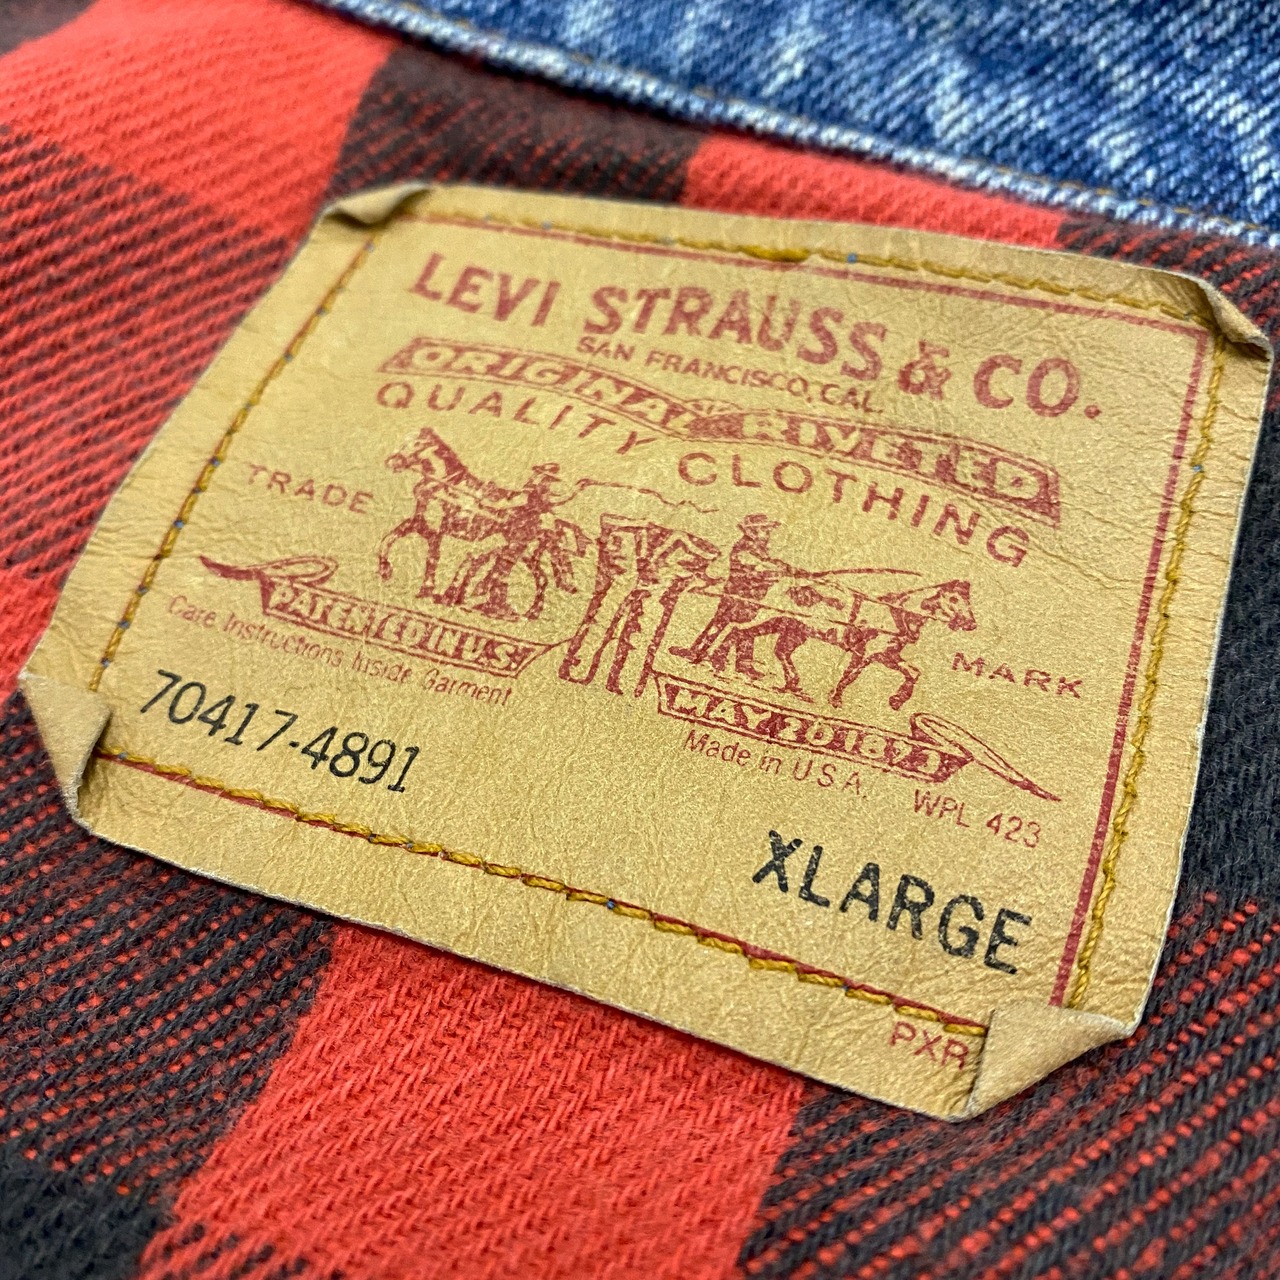 LEVI STRAUSS & CO.
SAN FRANCISCO, CAL.
ORIGINAL RIVETED
QUALITY CLOTHING
TRADE MARK
PATENTED IN U.S.
MAY 20 1873
Care Instructions Inside Garment
Made in U.S.A. WPL 423
70417-4891
XLARGE
PXR